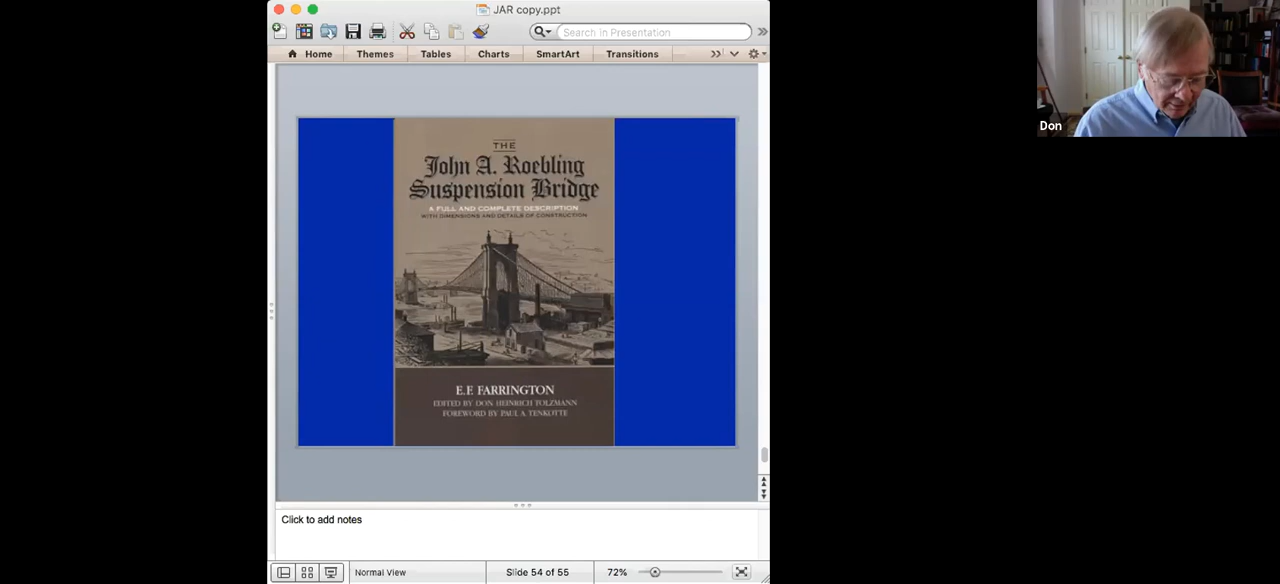 JAR copy.ppt
Search in Presentation
Home Themes Tables Charts SmartArt Transitions
THE
John A. Roebling
Suspension Bridge
A FULL AND COMPLETE DESCRIPTION
WITH DIMENSIONS AND DETAILS OF CONSTRUCTION
E.F. FARRINGTON
EDITED BY DON HEINRICH TOLZMANN
FOREWORD BY PAUL A. TENKOTTE
Click to add notes
Normal View Slide 54 of 55 72%
Don